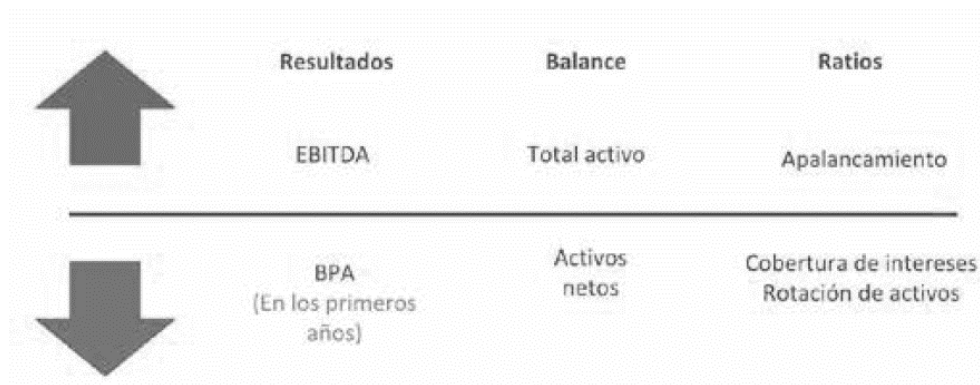 Resultados
Balance
Ratios
EBITDA
Total activo
Apalancamiento
BPA
(En los primeros
años)
Activos
netos
Cobertura de intereses
Rotación de activos